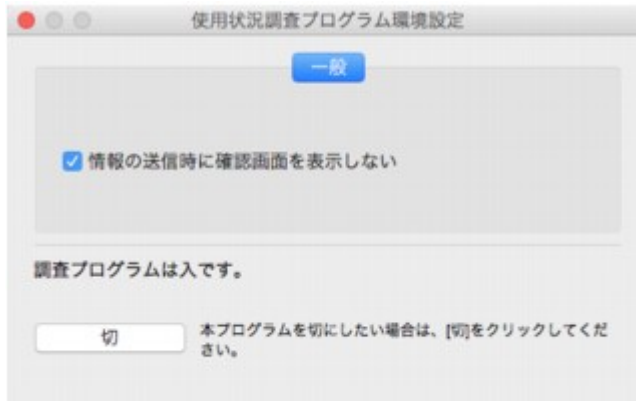 使用状況調査プログラム環境設定
一般
情報の送信時に確認画面を表示しない
調査プログラムは入です。
切
本プログラムを切にしたい場合は、[切]をクリックしてくだ
さい。